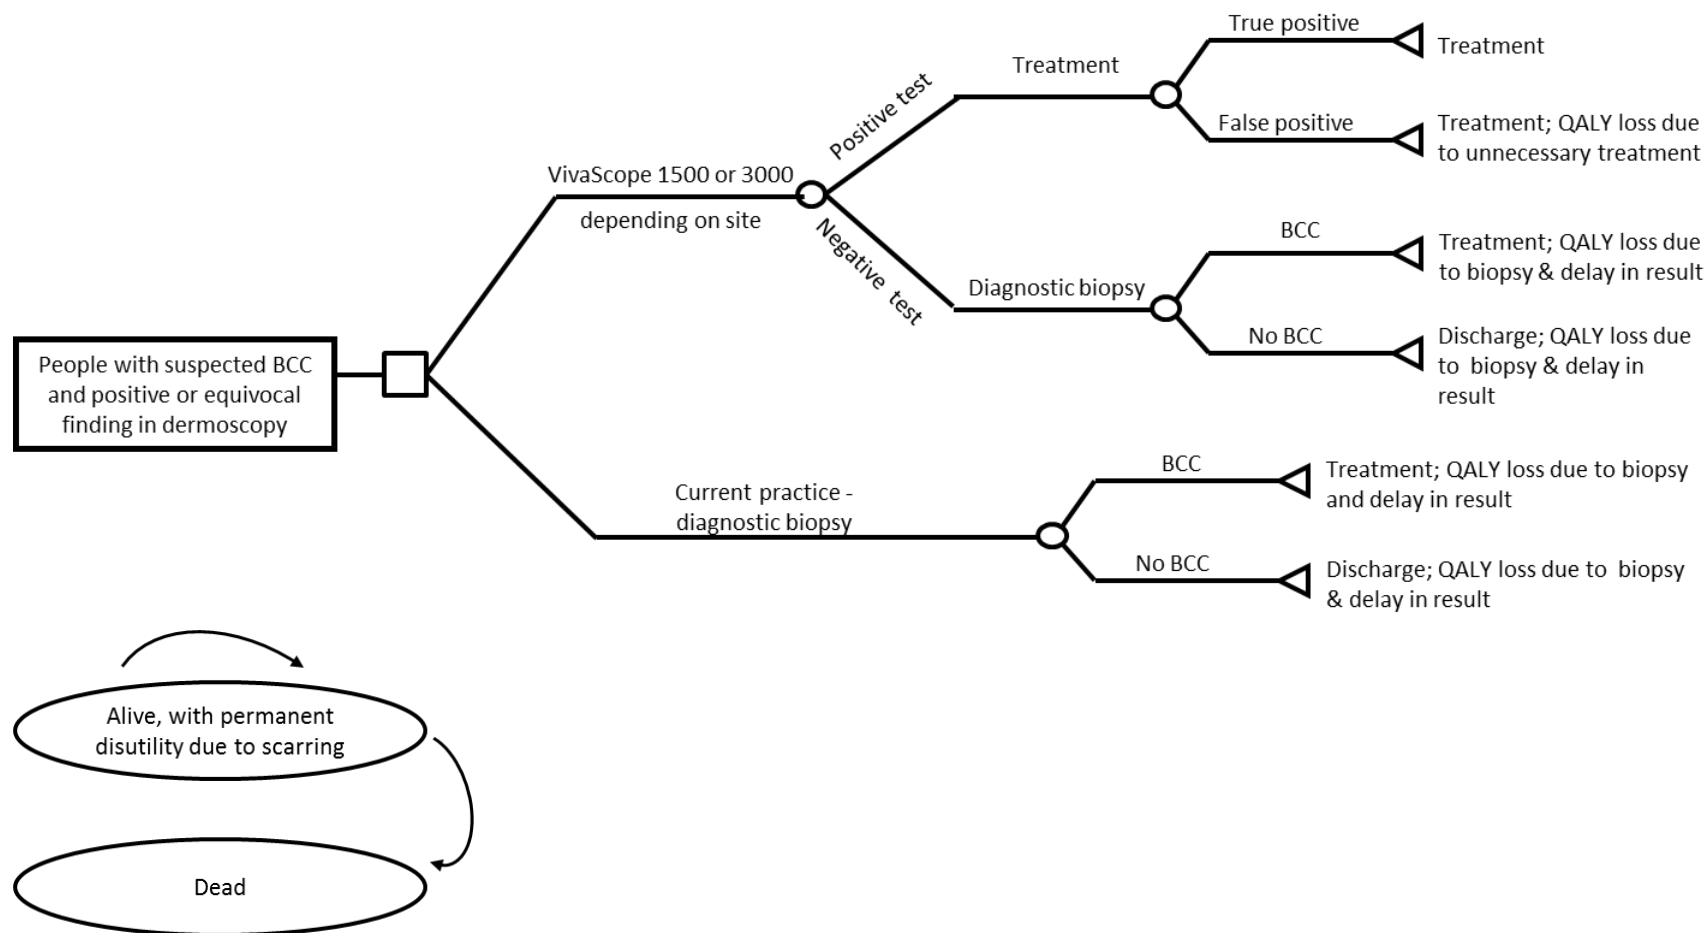 True positive
Treatment
Treatment
Positive test
False positive
Treatment; QALY loss due
to unnecessary treatment
VivaScope 1500 or 3000
depending on site
Negative test
BCC
Treatment; QALY loss due
to biopsy & delay in result
Diagnostic biopsy
No BCC
Discharge; QALY loss due
to biopsy & delay in
result
People with suspected BCC
and positive or equivocal
finding in dermoscopy
BCC
Treatment; QALY loss due to biopsy
and delay in result
Current practice -
diagnostic biopsy
No BCC
Discharge; QALY loss due to biopsy
& delay in result
Alive, with permanent
disutility due to scarring
Dead